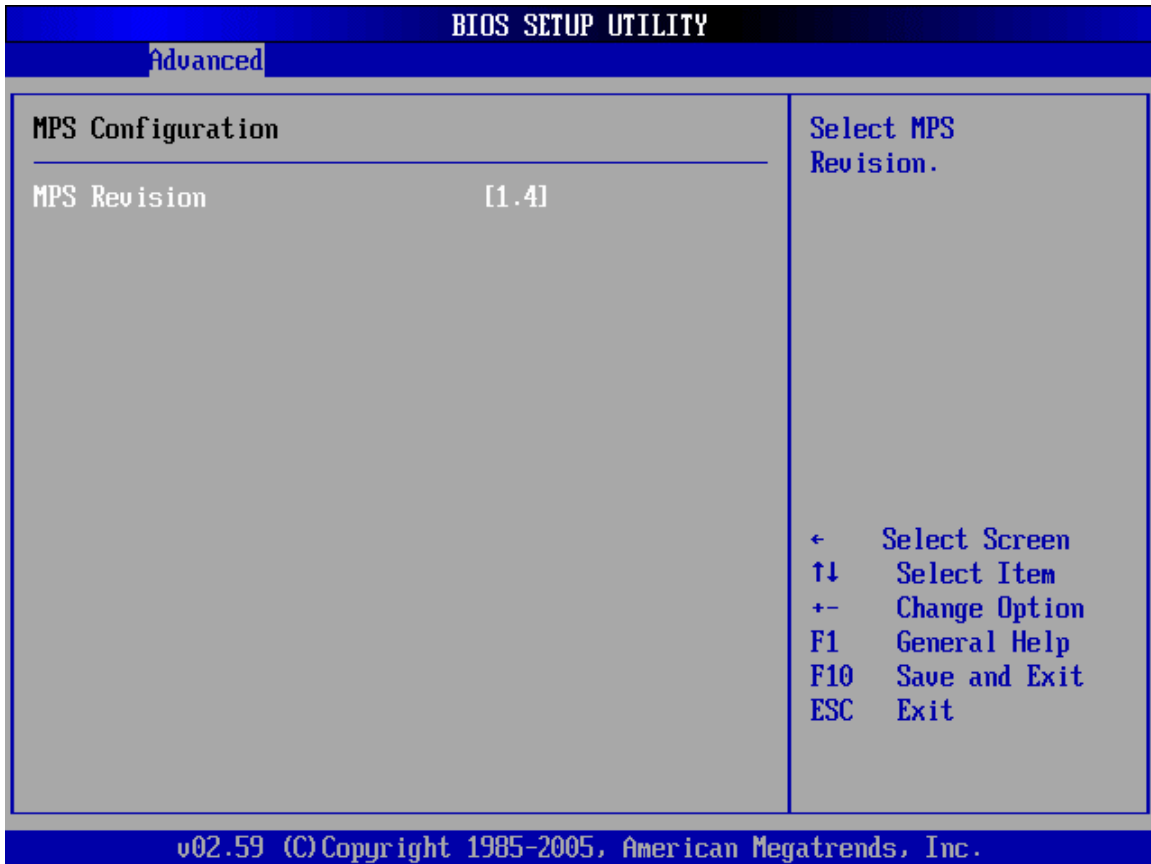 BIOS SETUP UTILITY
Advanced
MPS Configuration
MPS Revision [1.4]
Select MPS
Revision.
← Select Screen
↑↓ Select Item
+- Change Option
F1 General Help
F10 Save and Exit
ESC Exit
v02.59 (C)Copyright 1985-2005, American Megatrends, Inc.